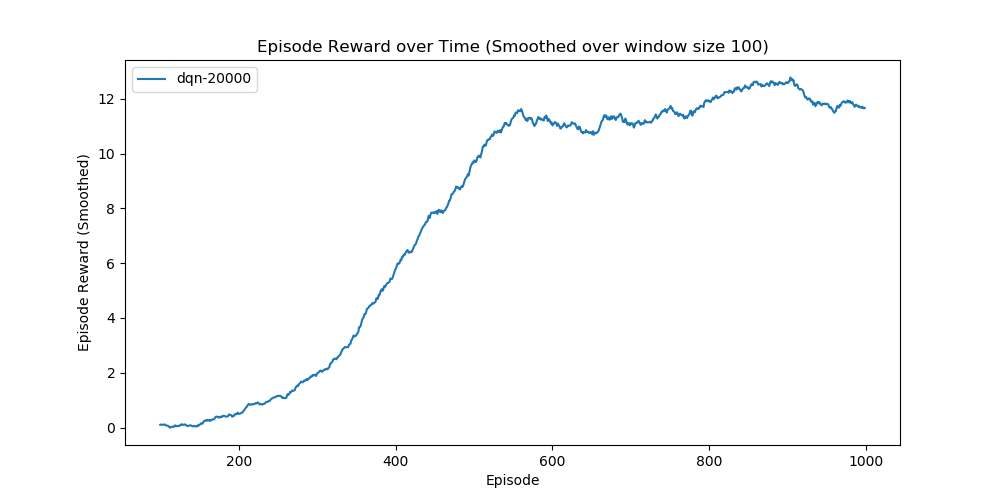 Episode Reward over Time (Smoothed over window size 100)
dqn-20000
Episode Reward (Smoothed)
12
10
8
6
4
2
0
200 400 600 800 1000
Episode